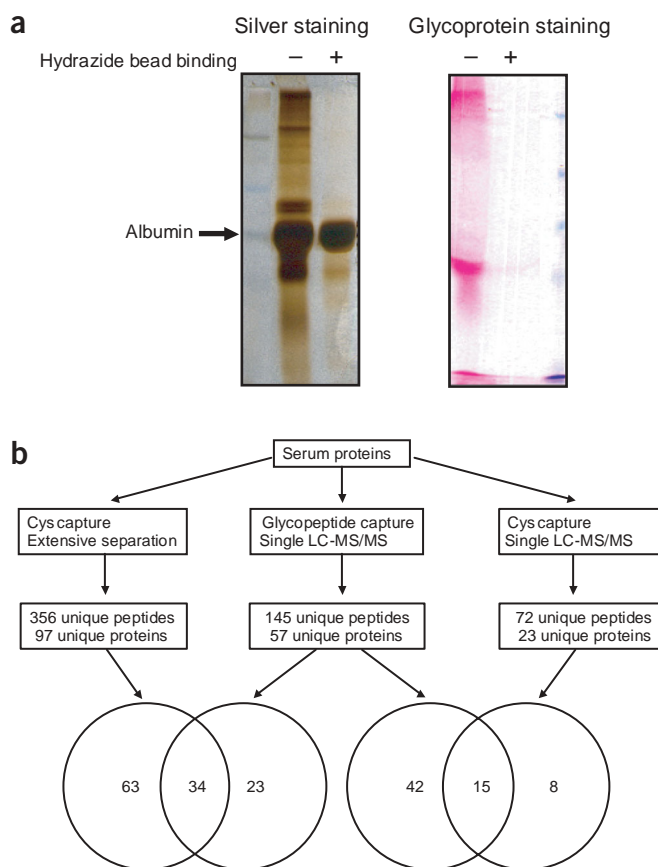 a
Silver staining Glycoprotein staining
Hydrazide bead binding – + – +
Albumin
b
Serum proteins
Cys capture
Extensive separation
Glycopeptide capture
Single LC-MS/MS
Cys capture
Single LC-MS/MS
356 unique peptides
97 unique proteins
145 unique peptides
57 unique proteins
72 unique peptides
23 unique proteins
63 34 23 42 15 8